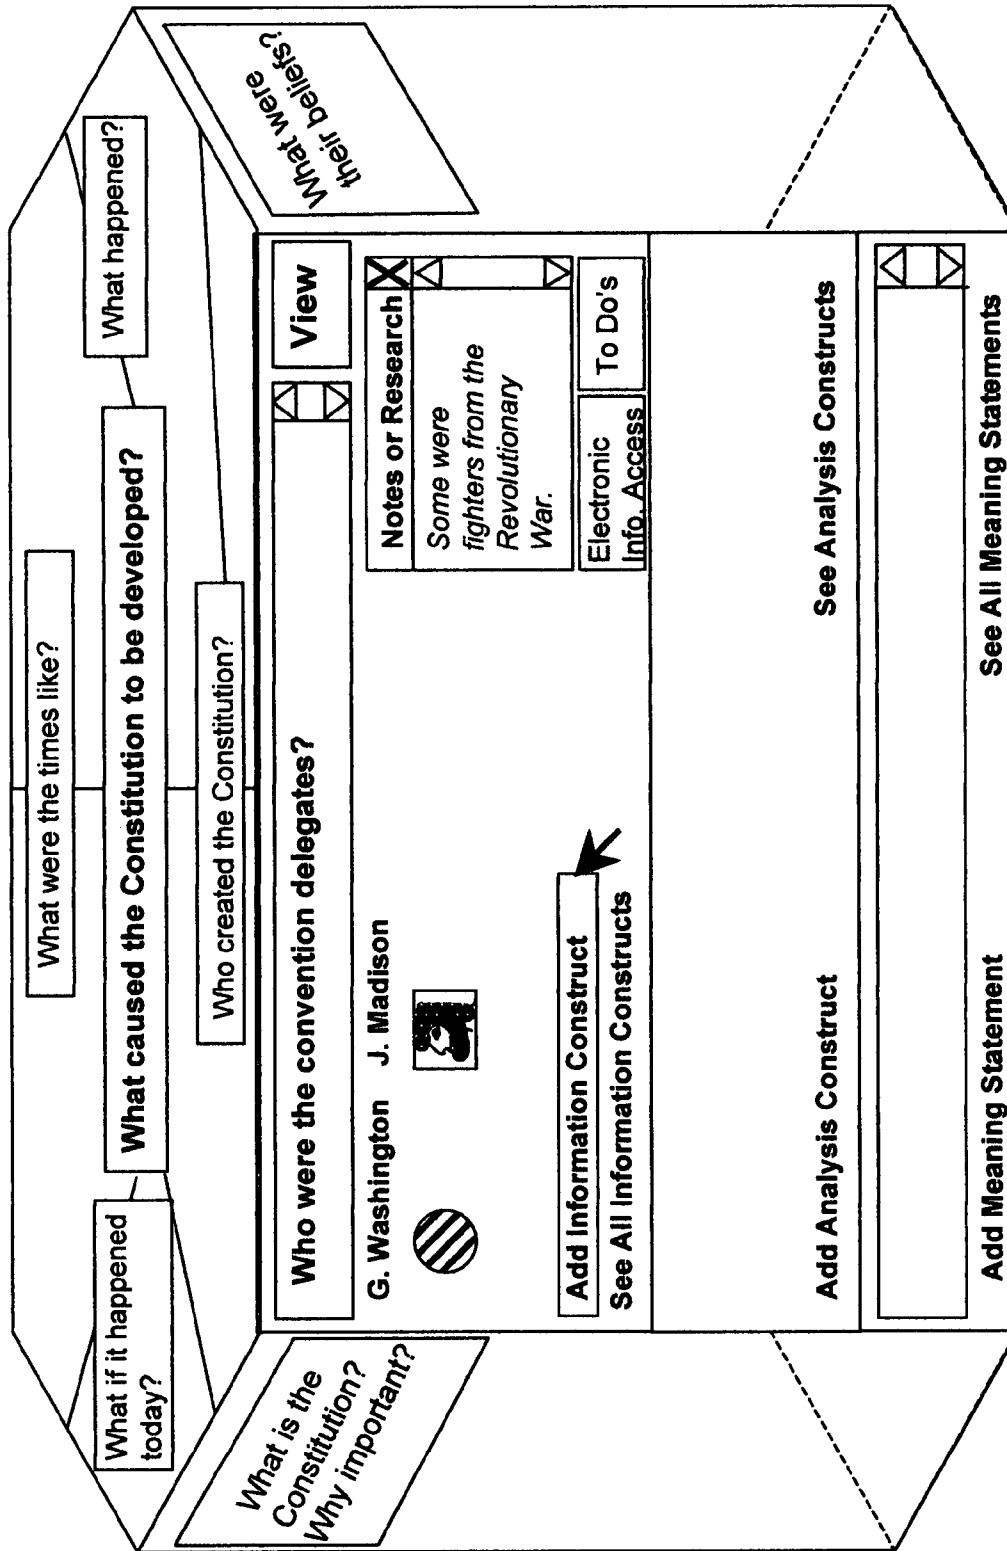 What were the times like?
What happened?
What if it happened
today?
What caused the Constitution to be developed?
Who created the Constitution?
What is the
Constitution?
Why important?
What were
their beliefs?
Who were the convention delegates?
View
G. Washington
J. Madison
Notes or Research
X
Some were
fighters from the
Revolutionary
War.
Electronic
Info. Access
To Do's
Add Information Construct
See All Information Constructs
Add Analysis Construct
See Analysis Constructs
Add Meaning Statement
See All Meaning Statements